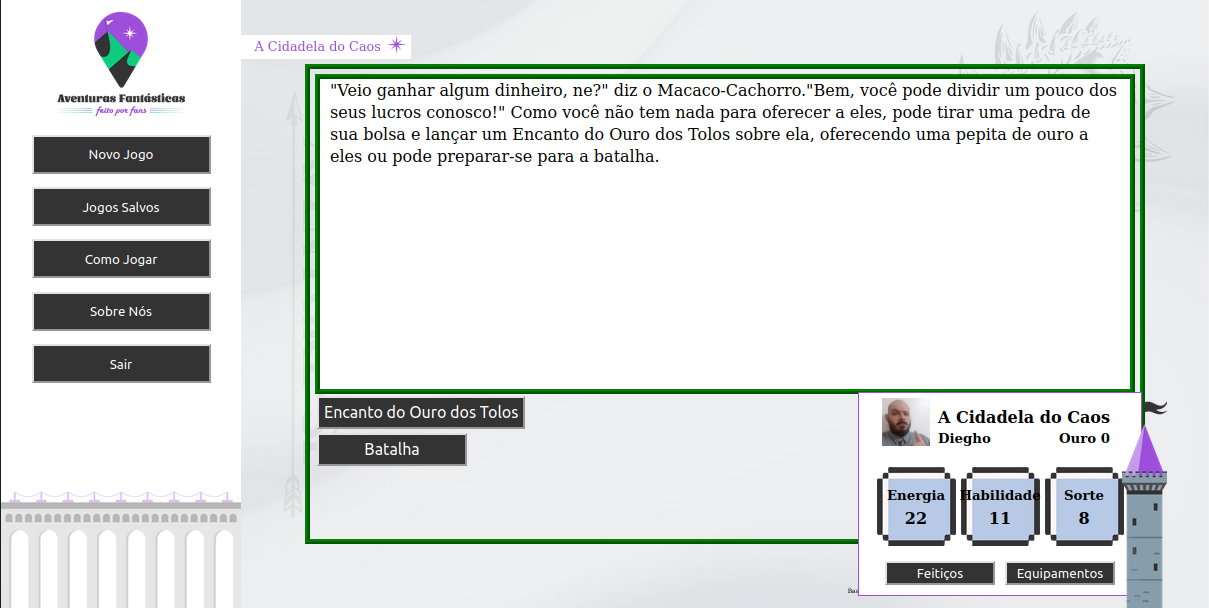 Aventuras Fantásticas
feito por fans
Novo Jogo
Jogos Salvos
Como Jogar
Sobre Nós
Sair
A Cidadela do Caos
"Veio ganhar algum dinheiro, ne?" diz o Macaco-Cachorro."Bem, você pode dividir um pouco dos
seus lucros conosco!" Como você não tem nada para oferecer a eles, pode tirar uma pedra de
sua bolsa e lançar um Encanto do Ouro dos Tolos sobre ela, oferecendo uma pepita de ouro a
eles ou pode preparar-se para a batalha.
Encanto do Ouro dos Tolos
Batalha
A Cidadela do Caos
Diegho Ouro 0
Energia Habilidade Sorte
22 11 8
Feitiços Equipamentos